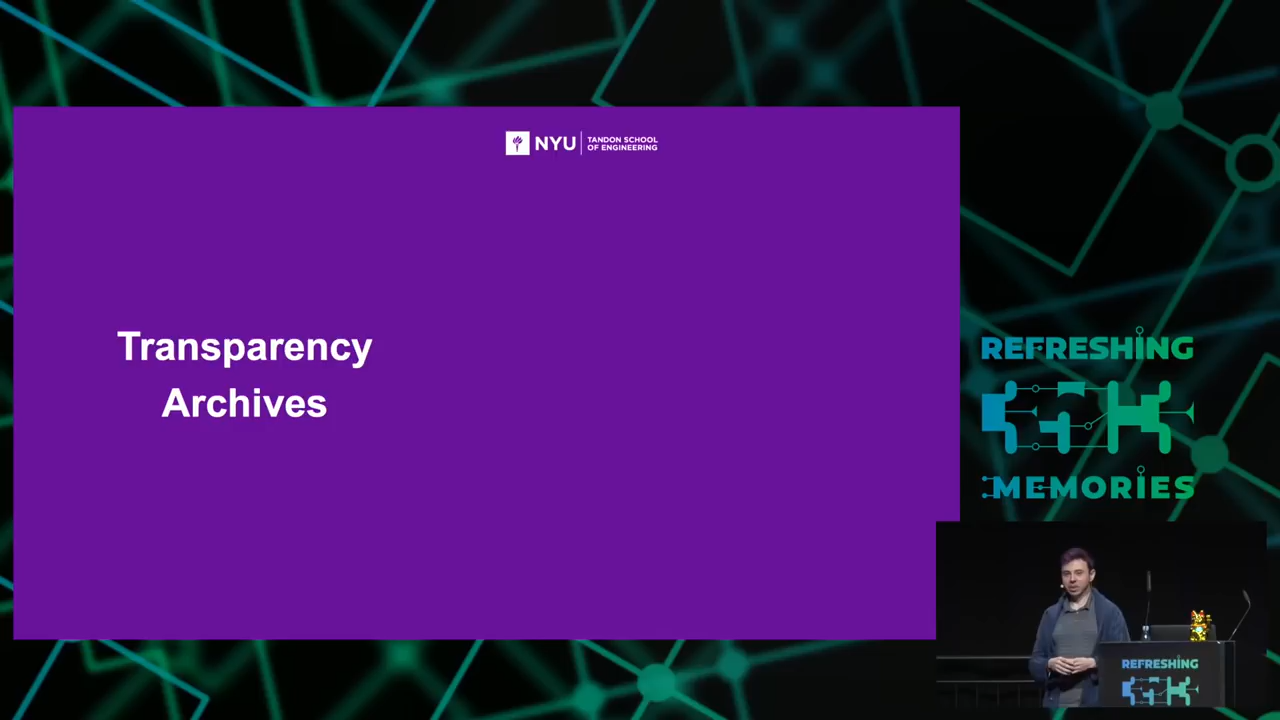 NYU
TANDON SCHOOL
OF ENGINEERING
Transparency
Archives
REFRESHING
MEMORIES
REFRESHING